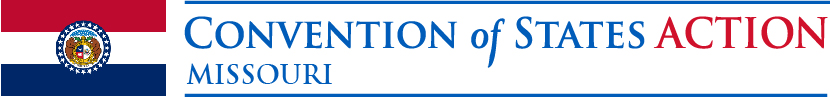 CONVENTION of STATES ACTION
MISSOURI